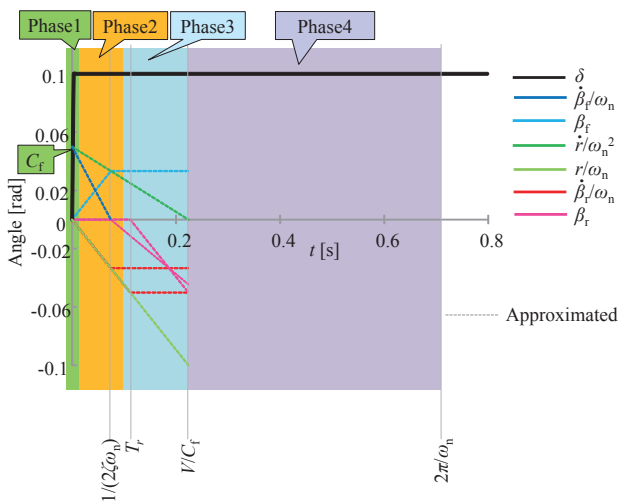 Phase1
Phase2
Phase3
Phase4
0.1
0.06
C_f
0.02
0
-0.02
-0.06
-0.1
Angle [rad]
0.2
0.4
0.6
0.8
t [s]
δ
β̇_f/ω_n
β_f
ṙ/ω_n²
r/ω_n
β̇_r/ω_n
β_r
Approximated
1/(2ζω_n)
T_r
V/C_f
2π/ω_n